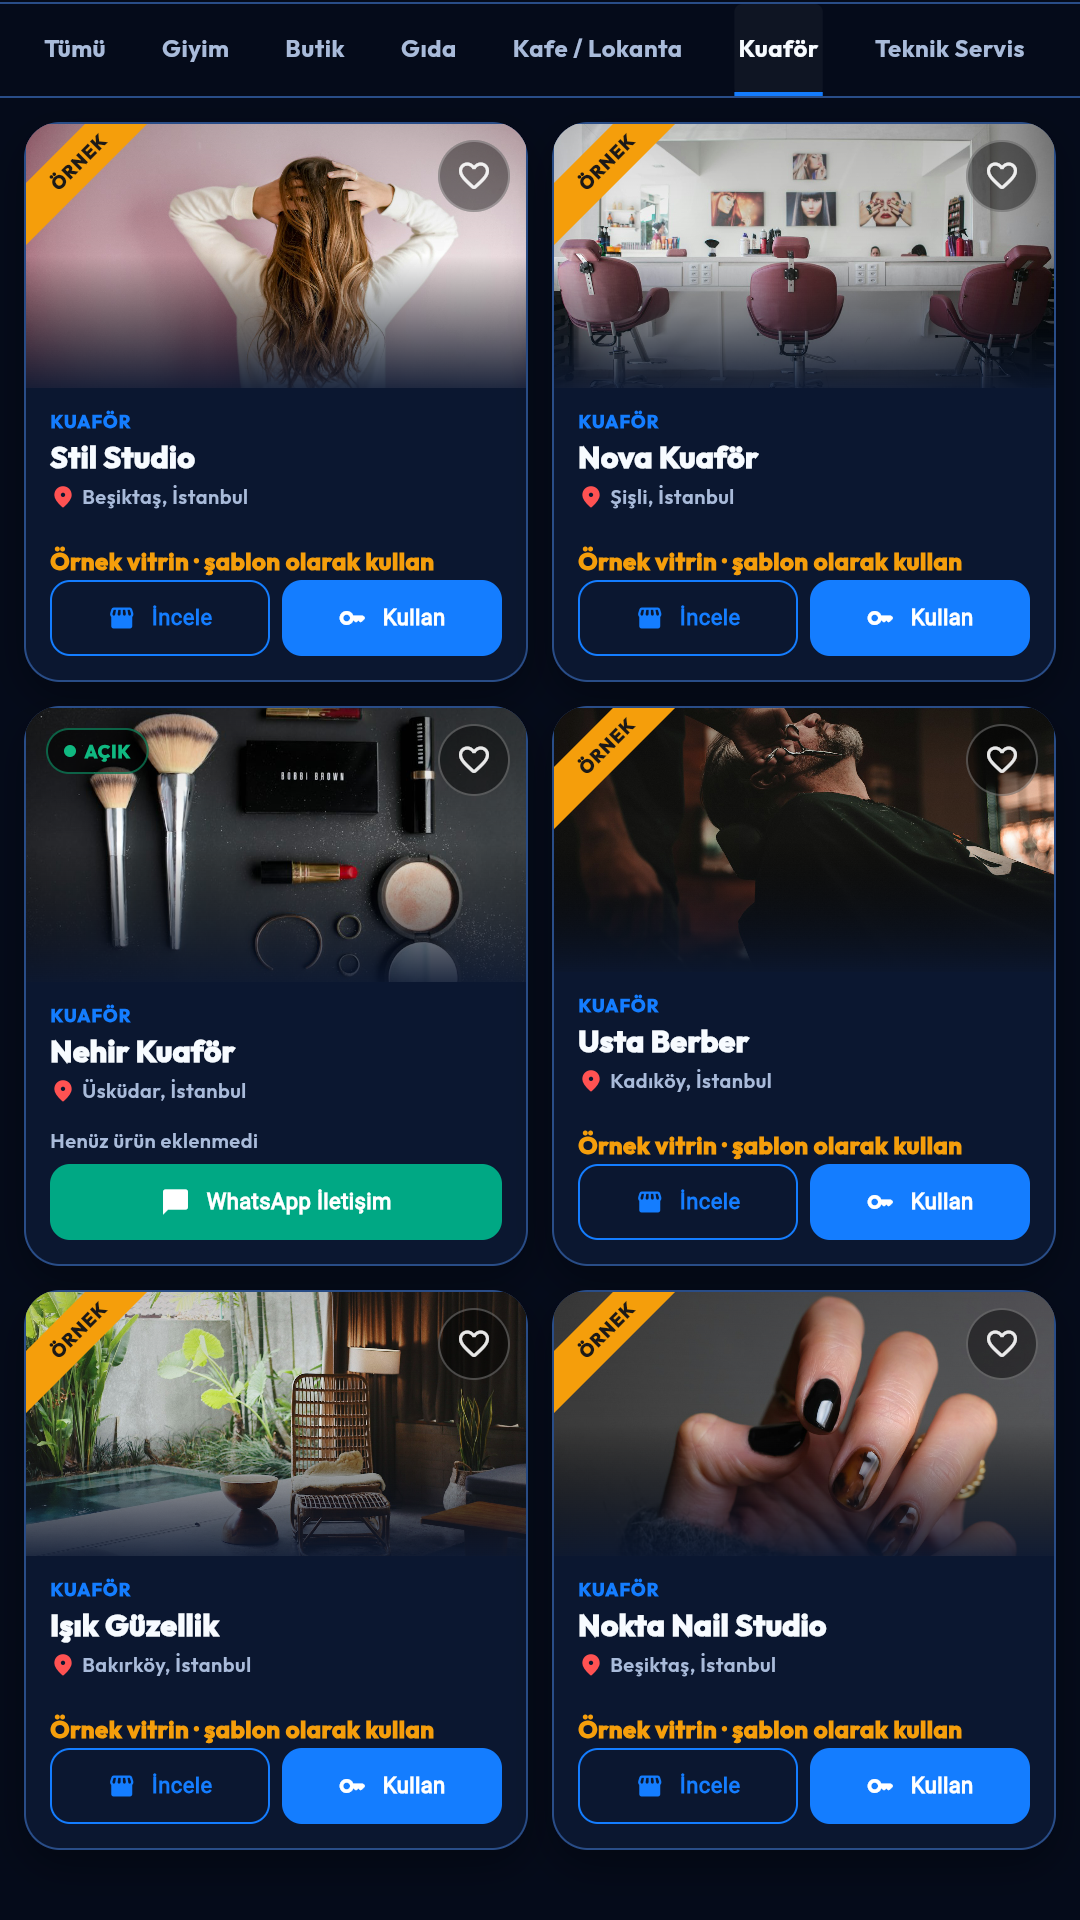 Tümü Giyim Butik Gıda Kafe / Lokanta Kuaför Teknik Servis
ÖRNEK
KUAFÖR
Stil Studio
Beşiktaş, İstanbul
Örnek vitrin · şablon olarak kullan
İncele Kullan
ÖRNEK
KUAFÖR
Nova Kuaför
Şişli, İstanbul
Örnek vitrin · şablon olarak kullan
İncele Kullan
AÇIK
BOBBI BROWN
KUAFÖR
Nehir Kuaför
Üsküdar, İstanbul
Henüz ürün eklenmedi
WhatsApp İletişim
ÖRNEK
KUAFÖR
Usta Berber
Kadıköy, İstanbul
Örnek vitrin · şablon olarak kullan
İncele Kullan
ÖRNEK
KUAFÖR
Işık Güzellik
Bakırköy, İstanbul
Örnek vitrin · şablon olarak kullan
İncele Kullan
ÖRNEK
KUAFÖR
Nokta Nail Studio
Beşiktaş, İstanbul
Örnek vitrin · şablon olarak kullan
İncele Kullan